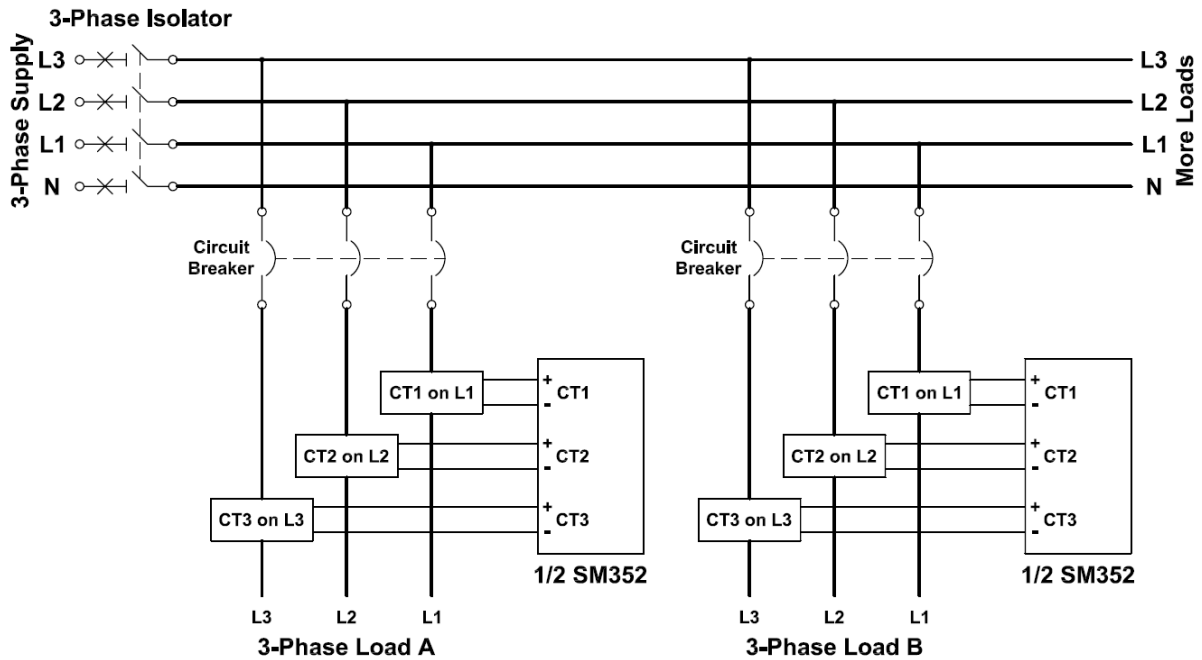 3-Phase Isolator
3-Phase Supply
L3
L2
L1
N
L3
L2
L1
N
More Loads
Circuit
Breaker
Circuit
Breaker
CT1 on L1
+
-
CT1
CT2 on L2
+
-
CT2
CT3 on L3
+
-
CT3
1/2 SM352
CT1 on L1
+
-
CT1
CT2 on L2
+
-
CT2
CT3 on L3
+
-
CT3
1/2 SM352
L3 L2 L1
3-Phase Load A
L3 L2 L1
3-Phase Load B